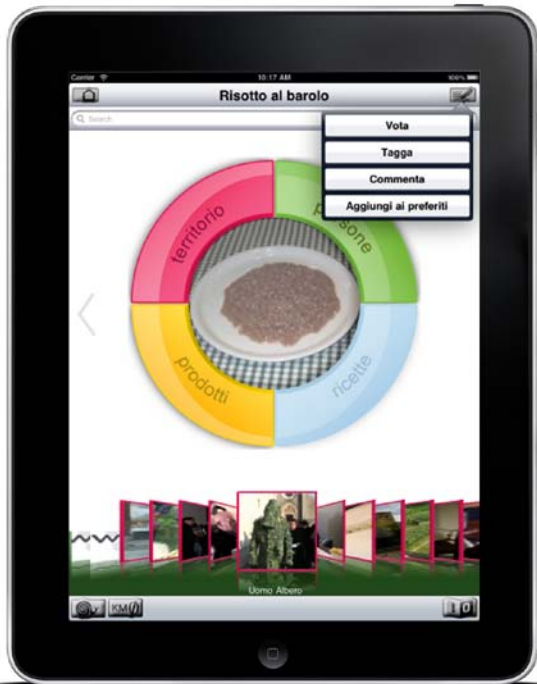 Carrier 10:17 AM 100%
Risotto al barolo
Search
Vota
Tagga
Commenta
Aggiungi ai preferiti
territorio
persone
prodotti
ricette
Uomo Albero
KM